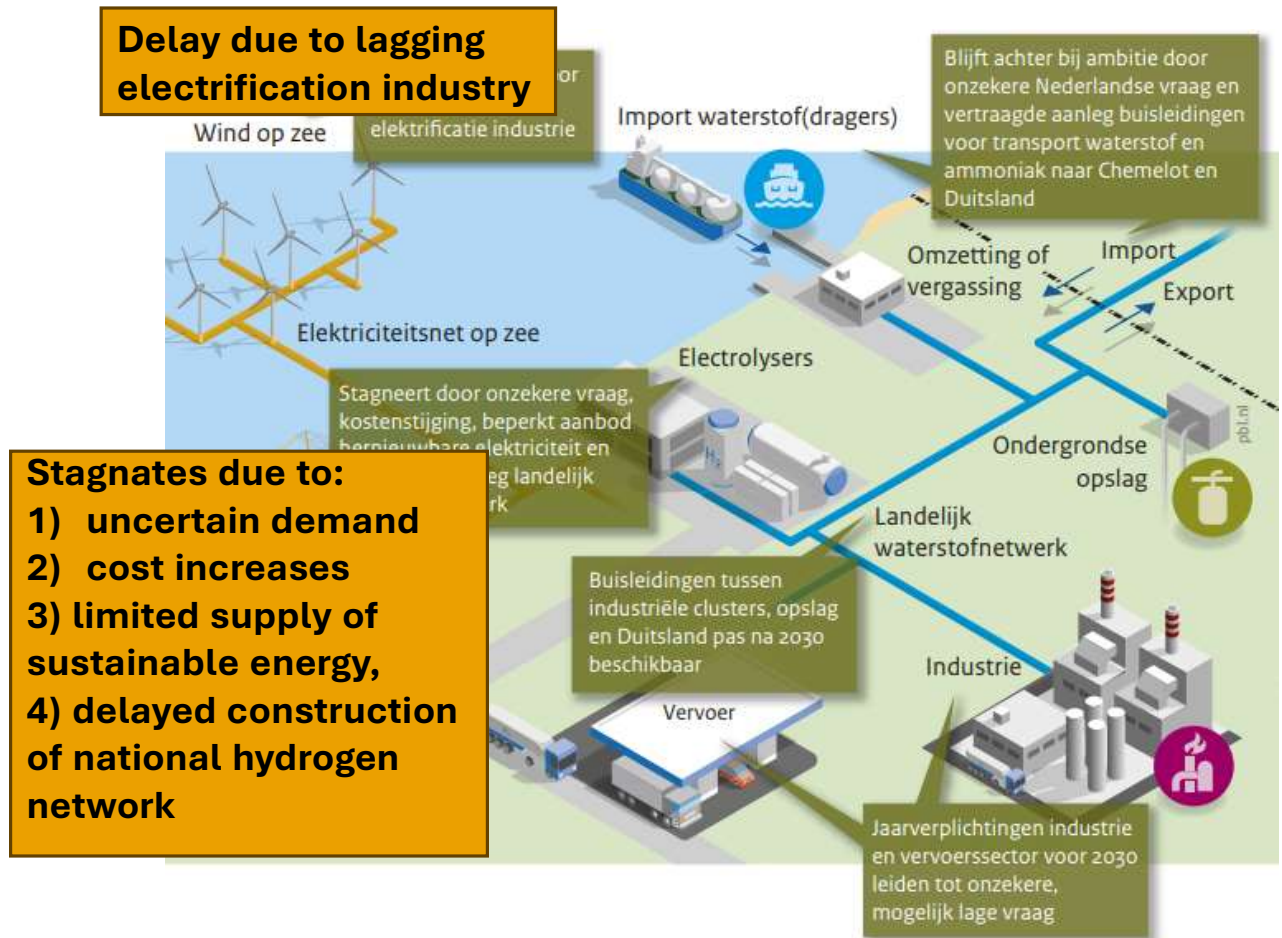 Delay due to lagging
electrification industry
elektrificatie industrie
Wind op zee
Import waterstof(dragers)
Blijft achter bij ambitie door
onzekere Nederlandse vraag en
vertraagde aanleg buisleidingen
voor transport waterstof en
ammoniak naar Chemelot en
Duitsland
Omzetting of
vergassing
Import
Export
Elektriciteitsnet op zee
Electrolysers
Stagneert door onzekere vraag,
kostenstijging, beperkt aanbod
hernieuwbare elektriciteit en
landelijk
H2
pbl.nl
Ondergrondse
opslag
Stagnates due to:
1) uncertain demand
2) cost increases
3) limited supply of
sustainable energy,
4) delayed construction
of national hydrogen
network
Landelijk
waterstofnetwerk
Buisleidingen tussen
industriële clusters, opslag
en Duitsland pas na 2030
beschikbaar
Industrie
Vervoer
Jaarverplichtingen industrie
en vervoerssector voor 2030
leiden tot onzekere,
mogelijk lage vraag